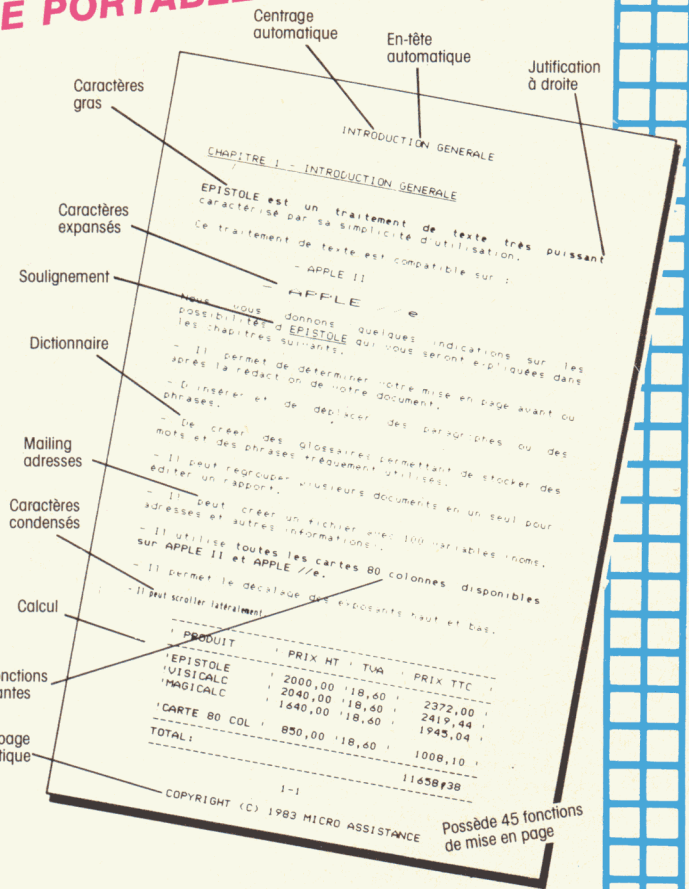 E PORTABLE
Centrage
automatique
En-tête
automatique
Jutification
à droite
Caractères
gras
Caractères
expansés
Soulignement
Dictionnaire
Mailing
adresses
Caractères
condensés
Calcul
nctions
antes
page
tique
INTRODUCTION GENERALE
CHAPITRE 1 - INTRODUCTION GENERALE
EPISTOLE est un traitement de texte très puissant
caractérisé par sa simplicité d'utilisation.
Ce traitement de texte est compatible sur :
- APPLE II
- APPLE //e
Nous vous donnons quelques indications sur les
possibilités d'EPISTOLE qui vous seront expliquées dans
les chapitres suivants.
- Il permet de déterminer votre mise en page avant ou
après la rédaction de votre document.
- D'insérer et de déplacer des paragraphes ou des
phrases.
- De créer des glossaires permettant de stocker des
mots et des phrases fréquement utilisés.
- Il peut regrouper plusieurs documents en un seul pour
éditer un rapport.
- Il peut créer un fichier avec 100 variables (noms,
adresses et autres informations).
- Il utilise toutes les cartes 80 colonnes disponibles
sur APPLE II et APPLE //e.
- Il permet le décalage des exposants haut et bas.
- Il peut scroller latéralement
PRODUIT ' PRIX HT ' TVA ' PRIX TTC '
'EPISTOLE ' 2000,00 '18,60 ' 2372,00 '
'VISICALC ' 2040,00 '18,60 ' 2419,44 '
'MAGICALC ' 1640,00 '18,60 ' 1945,04 '
'CARTE 80 COL ' 850,00 '18,60 ' 1008,10 '
TOTAL: 11658,38
1-1
COPYRIGHT (C) 1983 MICRO ASSISTANCE
Possède 45 fonctions
de mise en page